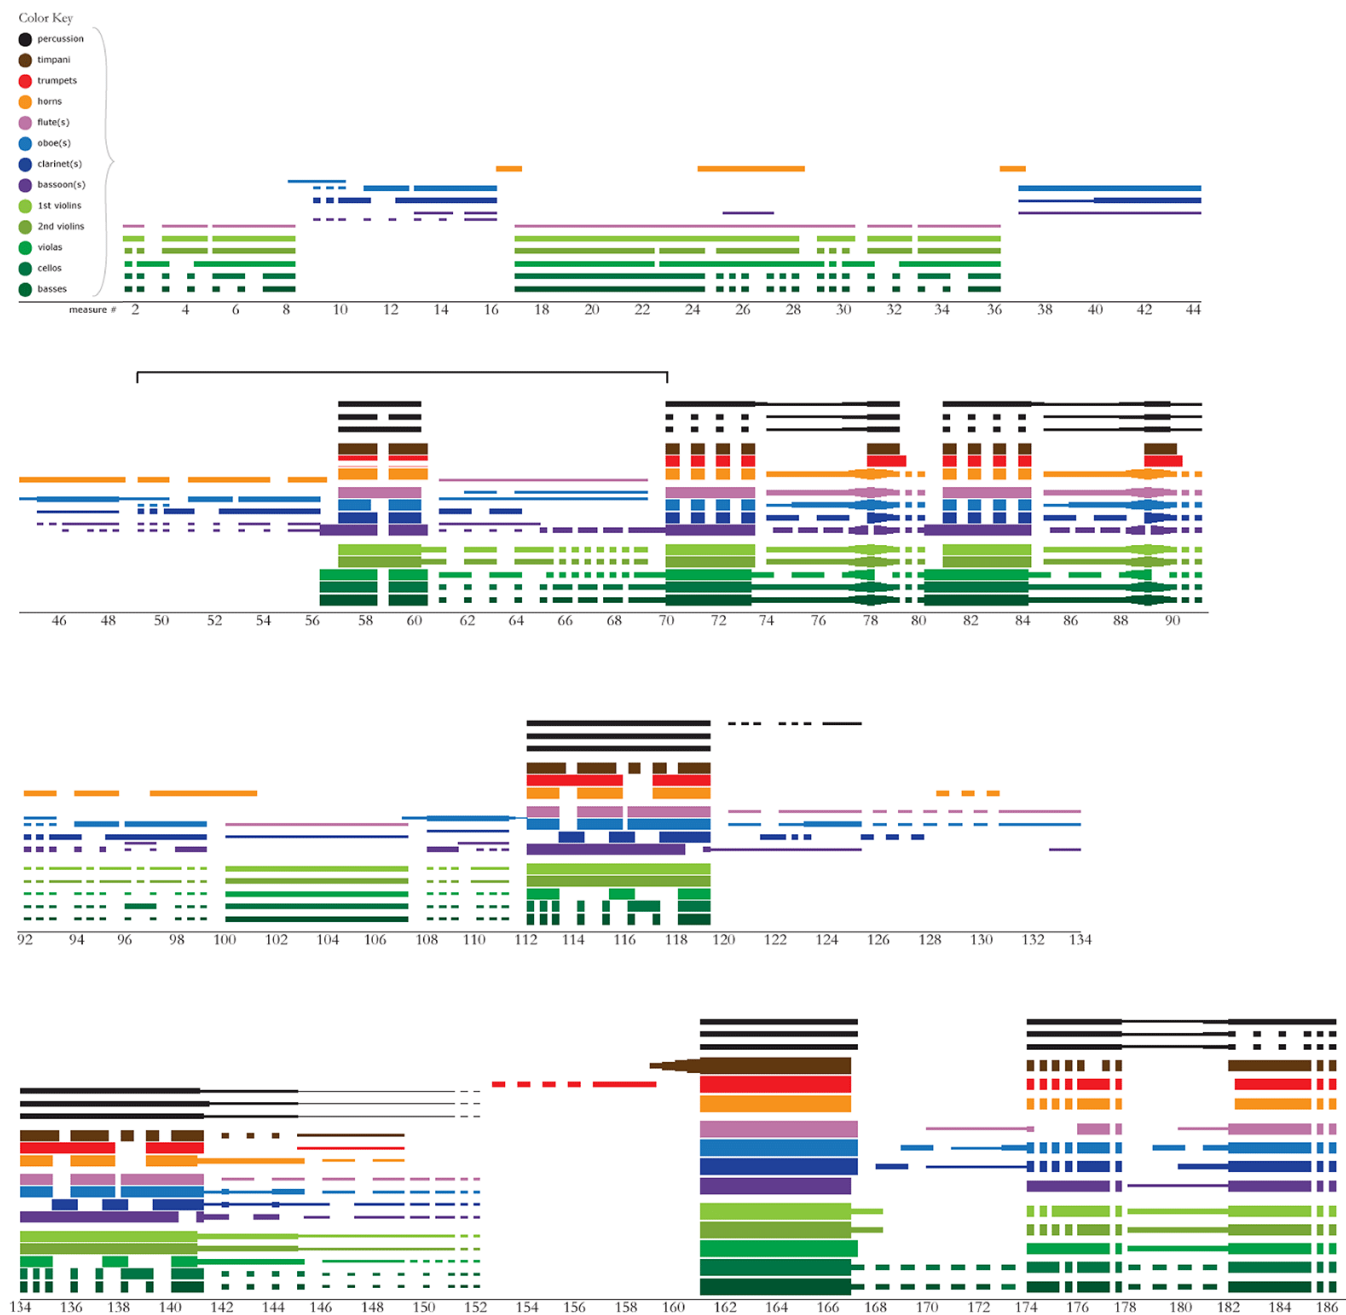 Color Key
percussion
timpani
trumpets
horns
flute(s)
oboe(s)
clarinet(s)
bassoon(s)
1st violins
2nd violins
violas
cellos
basses
measure # 2 4 6 8 10 12 14 16 18 20 22 24 26 28 30 32 34 36 38 40 42 44
46 48 50 52 54 56 58 60 62 64 66 68 70 72 74 76 78 80 82 84 86 88 90
92 94 96 98 100 102 104 106 108 110 112 114 116 118 120 122 124 126 128 130 132 134
134 136 138 140 142 144 146 148 150 152 154 156 158 160 162 164 166 168 170 172 174 176 178 180 182 184 186